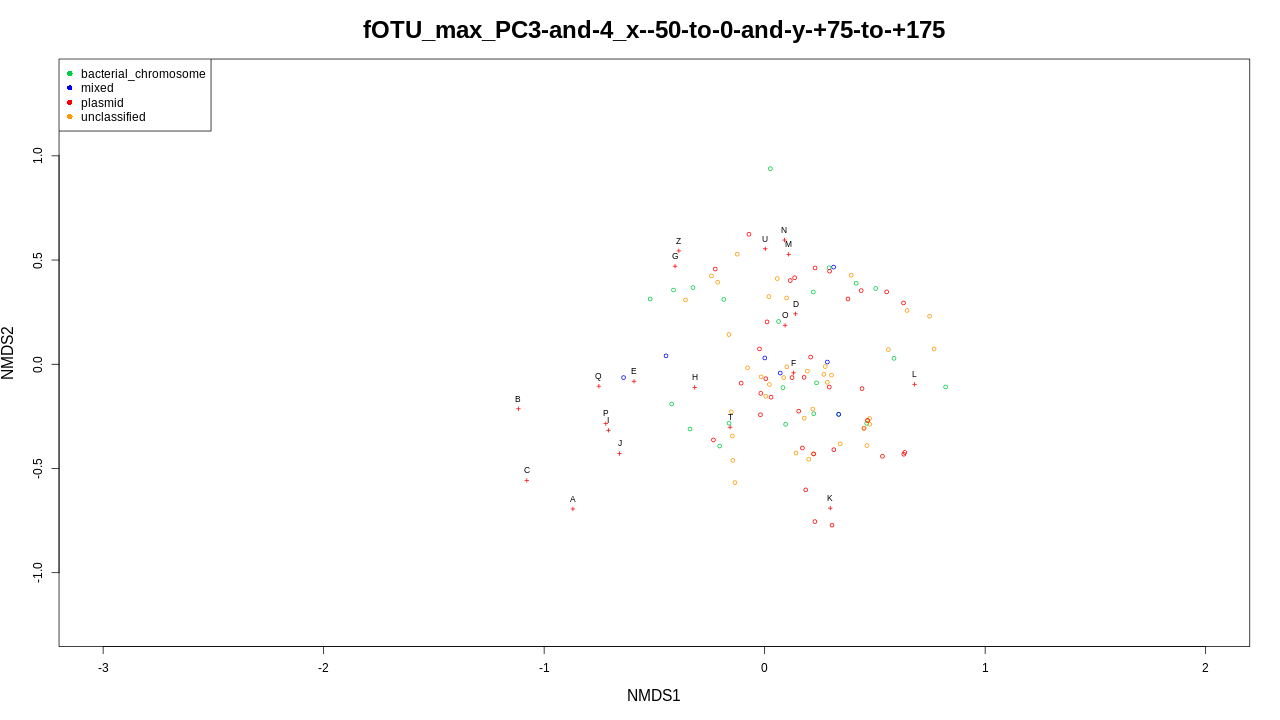 fOTU_max_PC3-and-4_x--50-to-0-and-y-+75-to-+175
bacterial_chromosome
mixed
plasmid
unclassified
NMDS2
1.0
0.5
0.0
-0.5
-1.0
N
U
Z
M
G
D
O
F
E
Q
H
L
B
P
I
T
J
C
A
K
-3
-2
-1
0
1
2
NMDS1